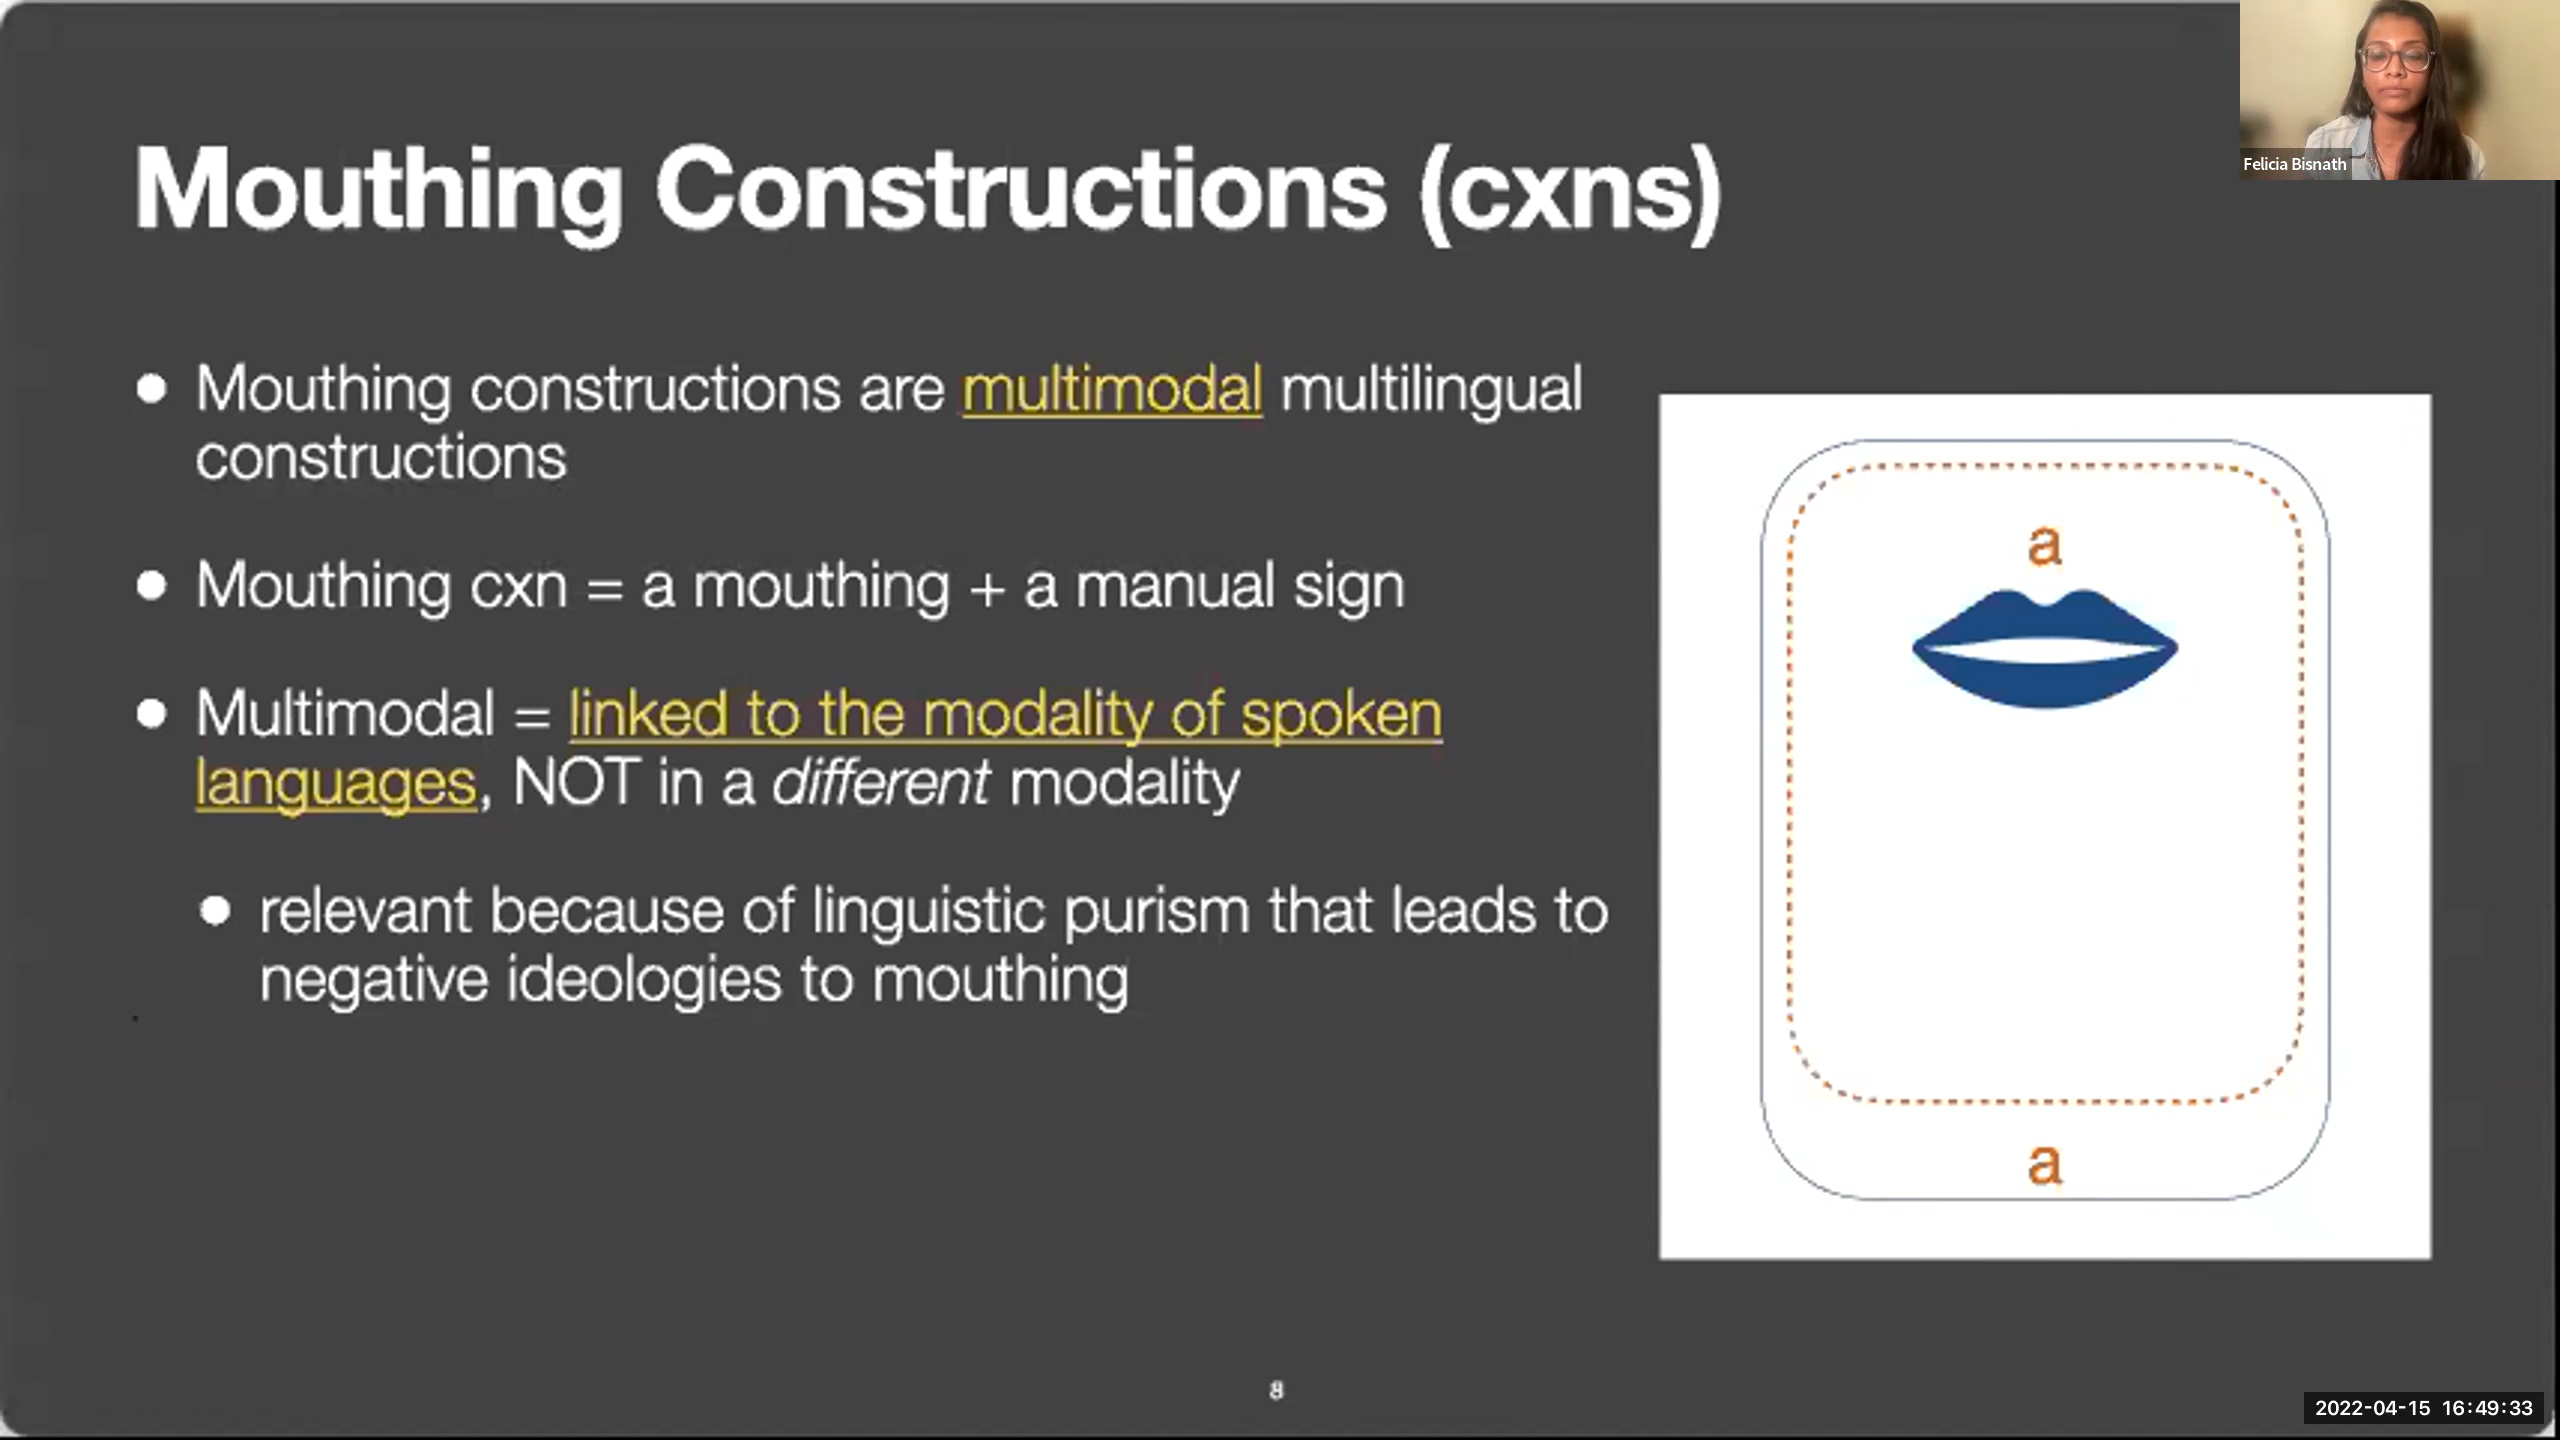 Mouthing Constructions (cxns)
Felicia Bisnath
● Mouthing constructions are multimodal multilingual
constructions
● Mouthing cxn = a mouthing + a manual sign
● Multimodal = linked to the modality of spoken
languages, NOT in a different modality
● relevant because of linguistic purism that leads to
negative ideologies to mouthing
a
a
8
2022-04-15 16:49:33